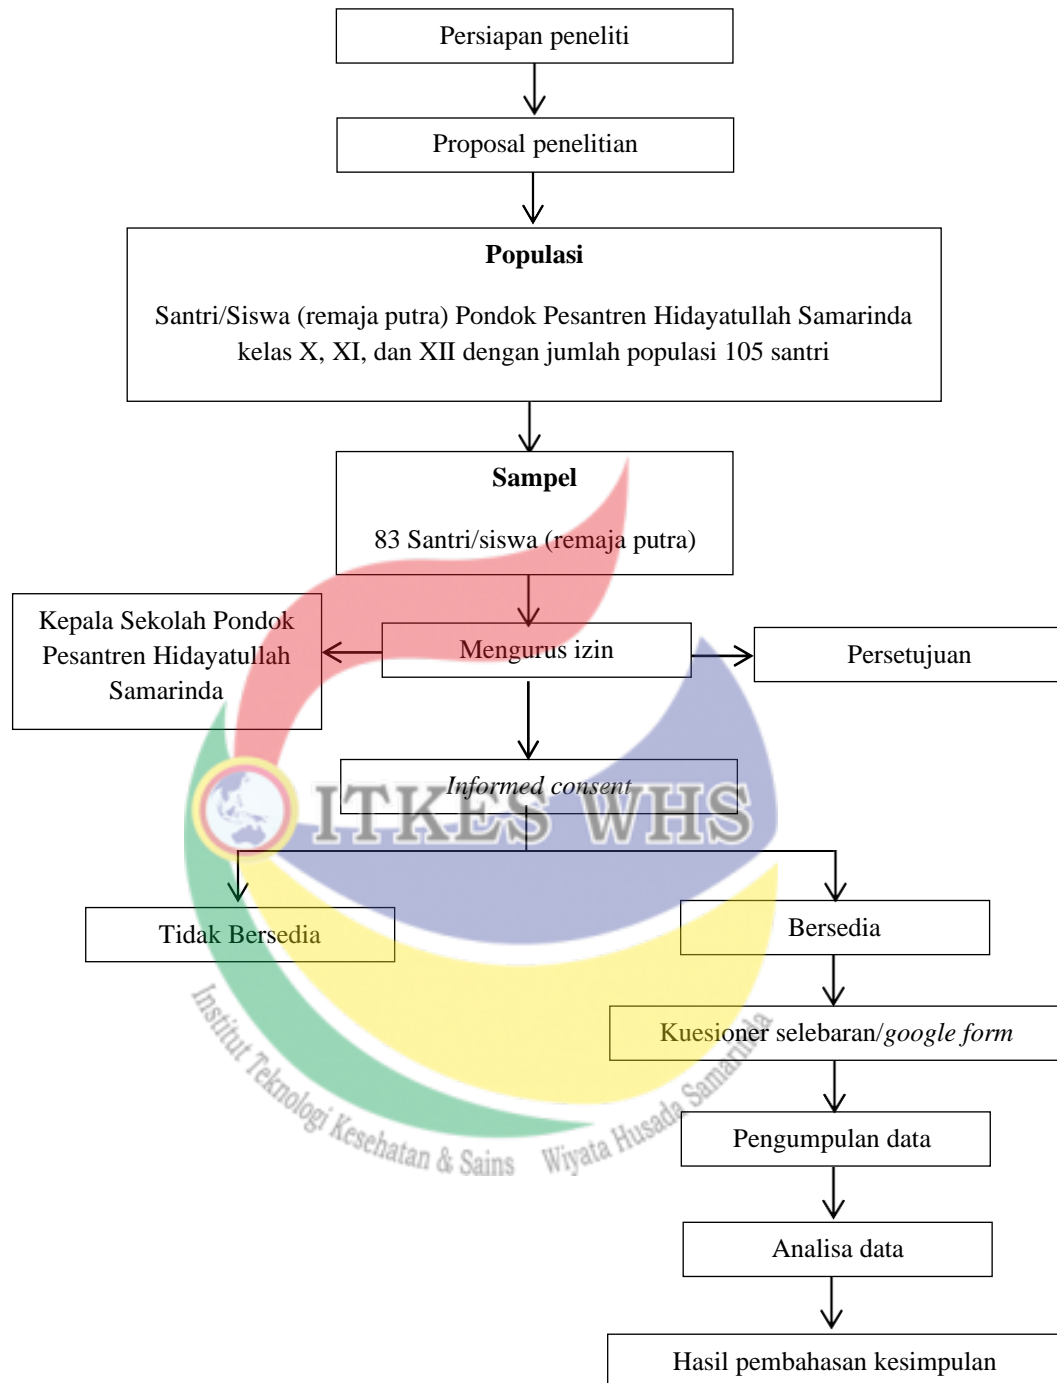 Persiapan peneliti
Proposal penelitian
Populasi
Santri/Siswa (remaja putra) Pondok Pesantren Hidayatullah Samarinda
kelas X, XI, dan XII dengan jumlah populasi 105 santri
Sampel
83 Santri/siswa (remaja putra)
Kepala Sekolah Pondok
Pesantren Hidayatullah
Samarinda
Mengurus izin
Persetujuan
Informed consent
ITKES WHS
Tidak Bersedia
Bersedia
Kuesioner selebaran/google form
Institut Teknologi Kesehatan & Sains Wiyata Husada Samarinda
Pengumpulan data
Analisa data
Hasil pembahasan kesimpulan